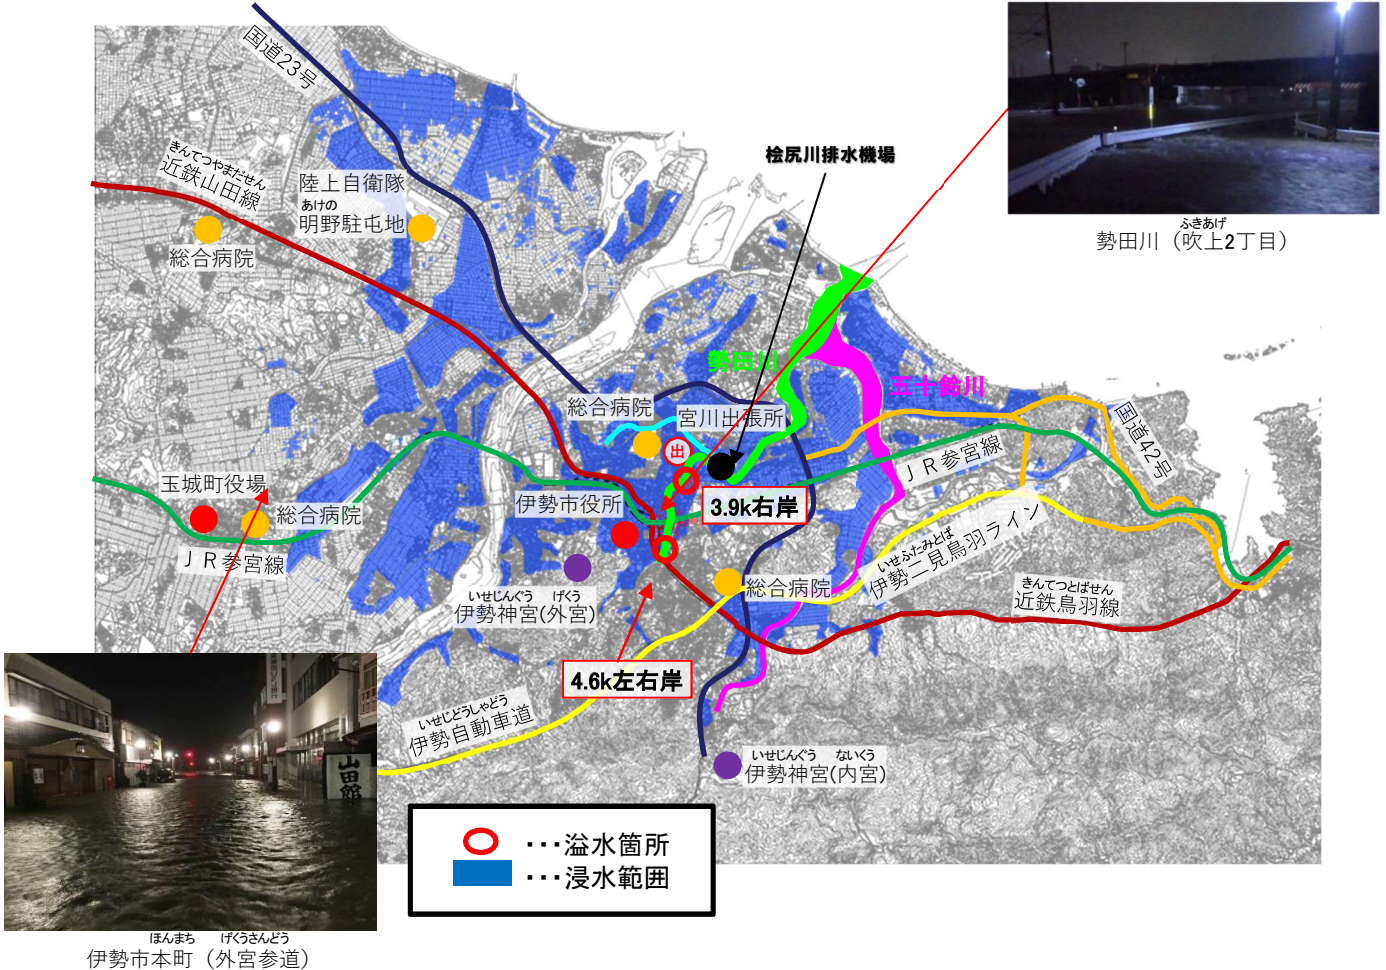 国道23号
きんてつやまだせん
近鉄山田線
総合病院
陸上自衛隊
あけの
明野駐屯地
桧尻川排水機場
ふきあげ
勢田川（吹上2丁目）
勢田川
五十鈴川
総合病院
宮川出張所
出
国道42号
ＪＲ参宮線
3.9k右岸
伊勢市役所
玉城町役場
総合病院
ＪＲ参宮線
いせふたみとば
伊勢二見鳥羽ライン
きんてつとばせん
近鉄鳥羽線
総合病院
いせじんぐう げくう
伊勢神宮(外宮)
4.6k左右岸
いせじどうしゃどう
伊勢自動車道
いせじんぐう ないくう
伊勢神宮(内宮)
山田館
･･･溢水箇所
･･･浸水範囲
ほんまち げくうさんどう
伊勢市本町（外宮参道）